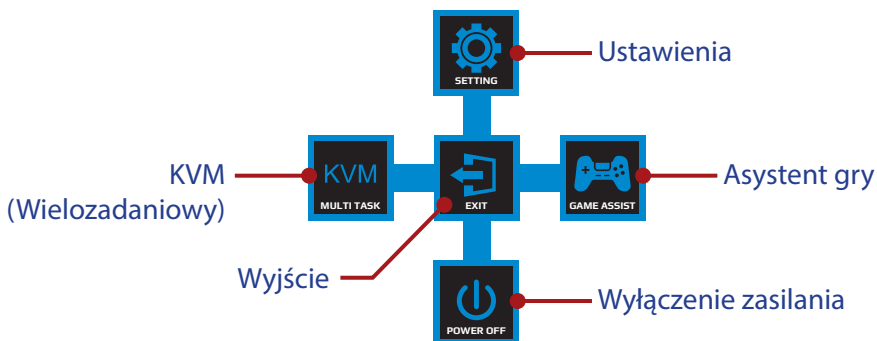 Ustawienia
SETTING
KVM
(Wielozadaniowy)
KVM
MULTI TASK
EXIT
GAME ASSIST
Asystent gry
Wyjście
POWER OFF
Wyłączenie zasilania